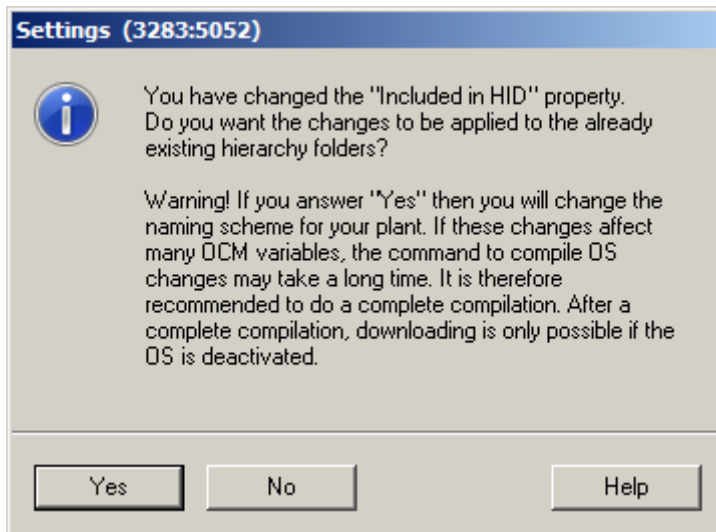 Settings (3283:5052)
You have changed the "Included in HID" property.
Do you want the changes to be applied to the already
existing hierarchy folders?
Warning! If you answer "Yes" then you will change the
naming scheme for your plant. If these changes affect
many OCM variables, the command to compile OS
changes may take a long time. It is therefore
recommended to do a complete compilation. After a
complete compilation, downloading is only possible if the
OS is deactivated.
Yes
No
Help